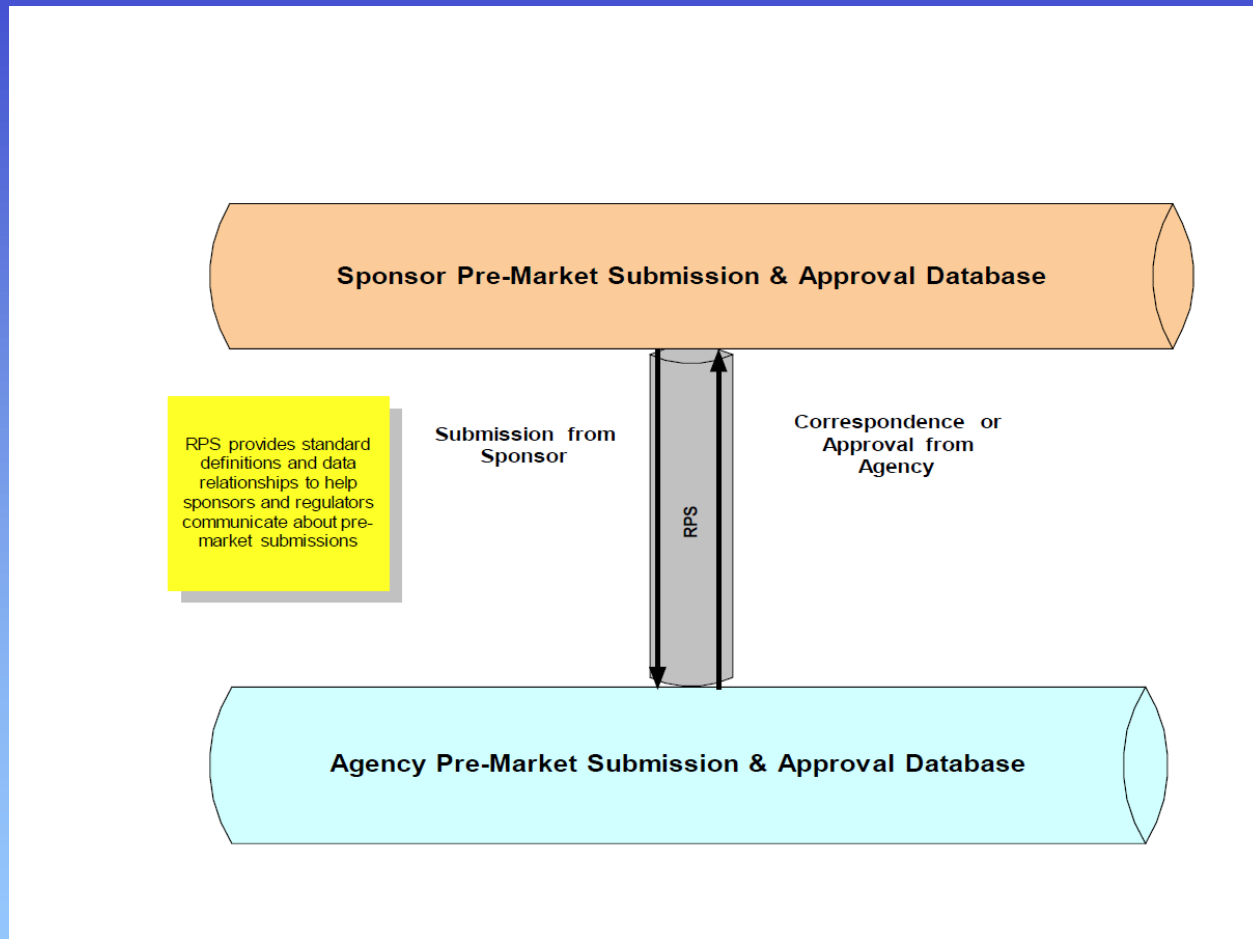 Sponsor Pre-Market Submission & Approval Database
RPS provides standard
definitions and data
relationships to help
sponsors and regulators
communicate about pre-
market submissions
Submission from
Sponsor
RPS
Correspondence or
Approval from
Agency
Agency Pre-Market Submission & Approval Database